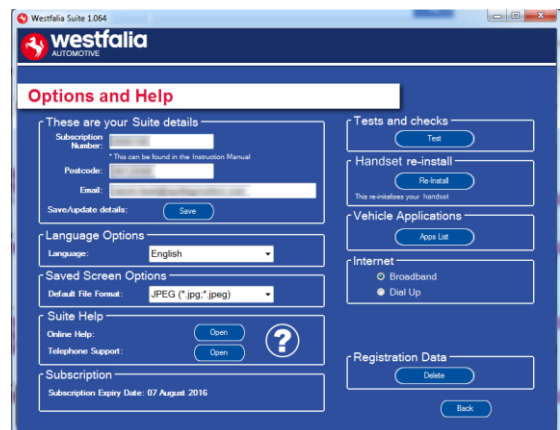 Westfalia Suite 1.064
westfalia
AUTOMOTIVE
Options and Help
These are your Suite details
Subscription Number:
* This can be found in the Instruction Manual
Postcode:
Email:
Save/update details:
Save
Language Options
Language:
English
Saved Screen Options
Default File Format:
JPEG (*.jpg;*.jpeg)
Suite Help
Online Help:
Open
Telephone Support:
Open
?
Subscription
Subscription Expiry Date: 07 August 2016
Tests and checks
Test
Handset re-install
Re-Install
This re-initialises your handset
Vehicle Applications
Apps List
Internet
Broadband
Dial Up
Registration Data
Delete
Back